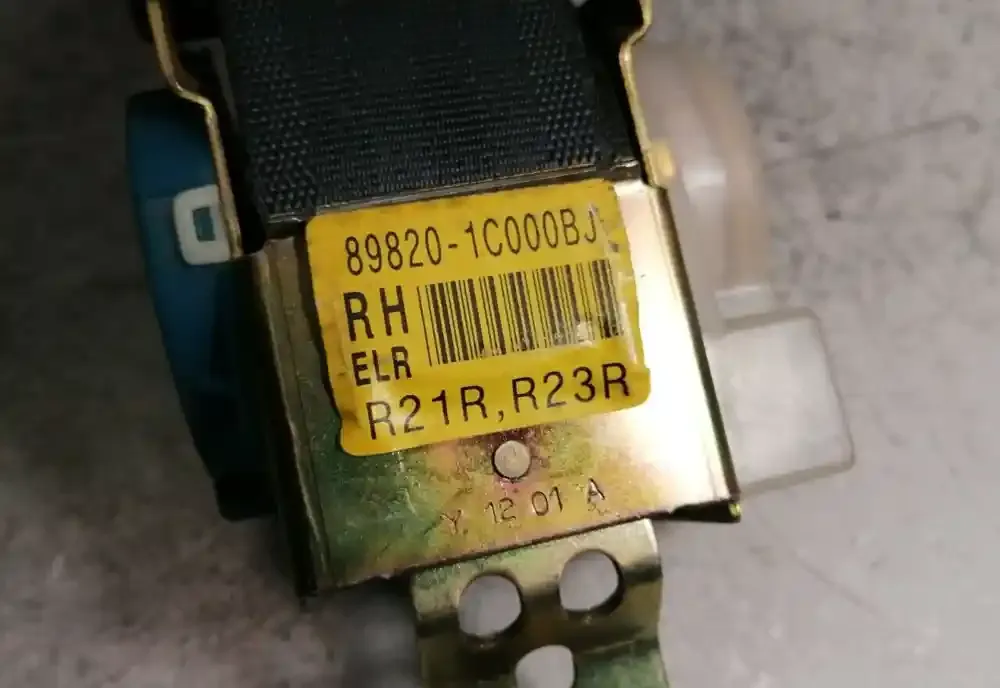 89820-1C000BJ
RH
ELR
R21R, R23R
Y. 12 01 A